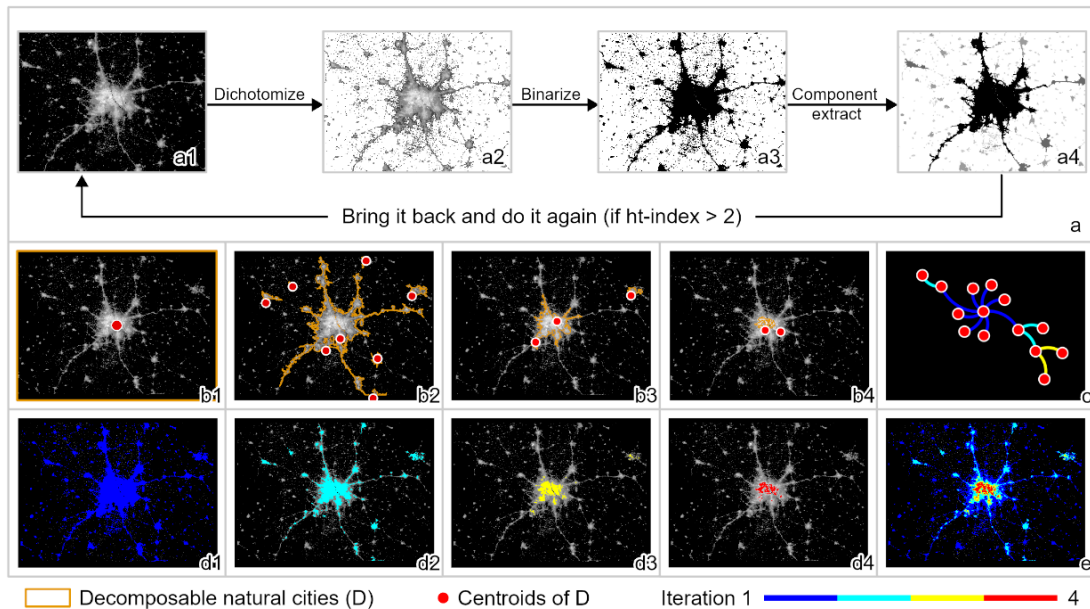 a1
Dichotomize
a2
Binarize
a3
Component
extract
a4
Bring it back and do it again (if ht-index > 2)
a
b1
b2
b3
b4
c
d1
d2
d3
d4
e
Decomposable natural cities (D)
Centroids of D
Iteration 1
4